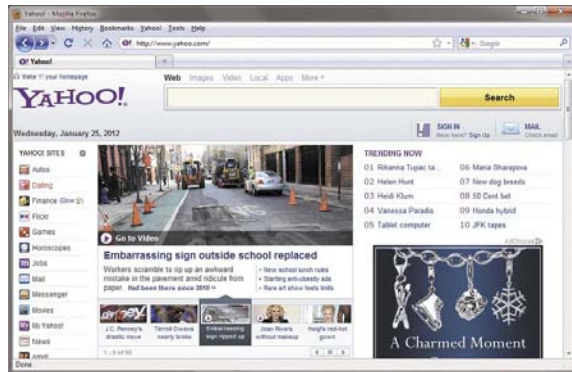 Yahoo! - Mozilla Firefox
File Edit View History Bookmarks Yahoo! Tools Help
http://www.yahoo.com/
Google
Yahoo!
Make Y! your homepage
Web Images Video Local Apps More
YAHOO!
Search
Wednesday, January 25, 2012
SIGN IN
New here? Sign Up
MAIL
Check email
YAHOO! SITES
Autos
Dating
Finance (Dow)
Flickr
Games
Horoscopes
Jobs
Mail
Messenger
Movies
My Yahoo!
News
Go to Video
Embarrassing sign outside school replaced
Workers scramble to rip up an awkward
mistake in the pavement amid ridicule from
paper. Had been there since 2010
New school lunch rules
Starting anti-obesity ads
Rare art show tests limits
J.C. Penney's
drastic move
Terrell Owens
nearly broke
Embarrassing
sign ripped up
Joan Rivers
without makeup
Haigl's red-hot
gown
1 - 5 of
TRENDING NOW
01 Rihanna Tupac ta...
02 Helen Hunt
03 Heidi Klum
04 Vanessa Paradis
05 Tablet computer
06 Maria Sharapova
07 New dog breeds
08 50 Cent bet
09 Honda hybrid
10 JFK tapes
AdChoices
A Charmed Moment
Done